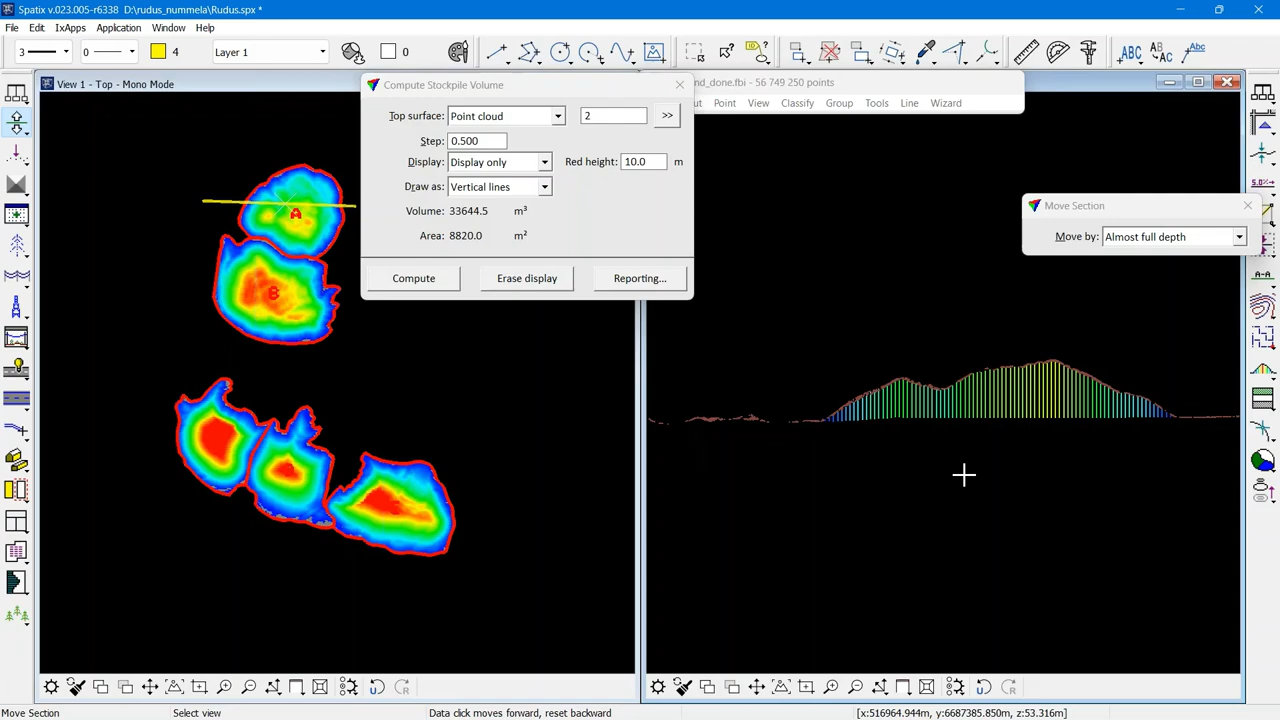 Spatix v.023.005-r6338 D:\rudus_nummela\Rudus.spx *
File Edit IxApps Application Window Help
3 0 4 Layer 1 0
ABC
View 1 - Top - Mono Mode
Compute Stockpile Volume
nd_done.fbi - 56 749 250 points
ut Point View Classify Group Tools Line Wizard
Top surface: Point cloud 2 >>
Step: 0.500
Display: Display only Red height: 10.0 m
Draw as: Vertical lines
Volume: 33644.5 m³
Area: 8820.0 m²
Compute Erase display Reporting...
Move Section
Move by: Almost full depth
5.0%
A-A
A
B
Move Section Select view Data click moves forward, reset backward [x:516964.944m, y:6687385.850m, z:53.316m]